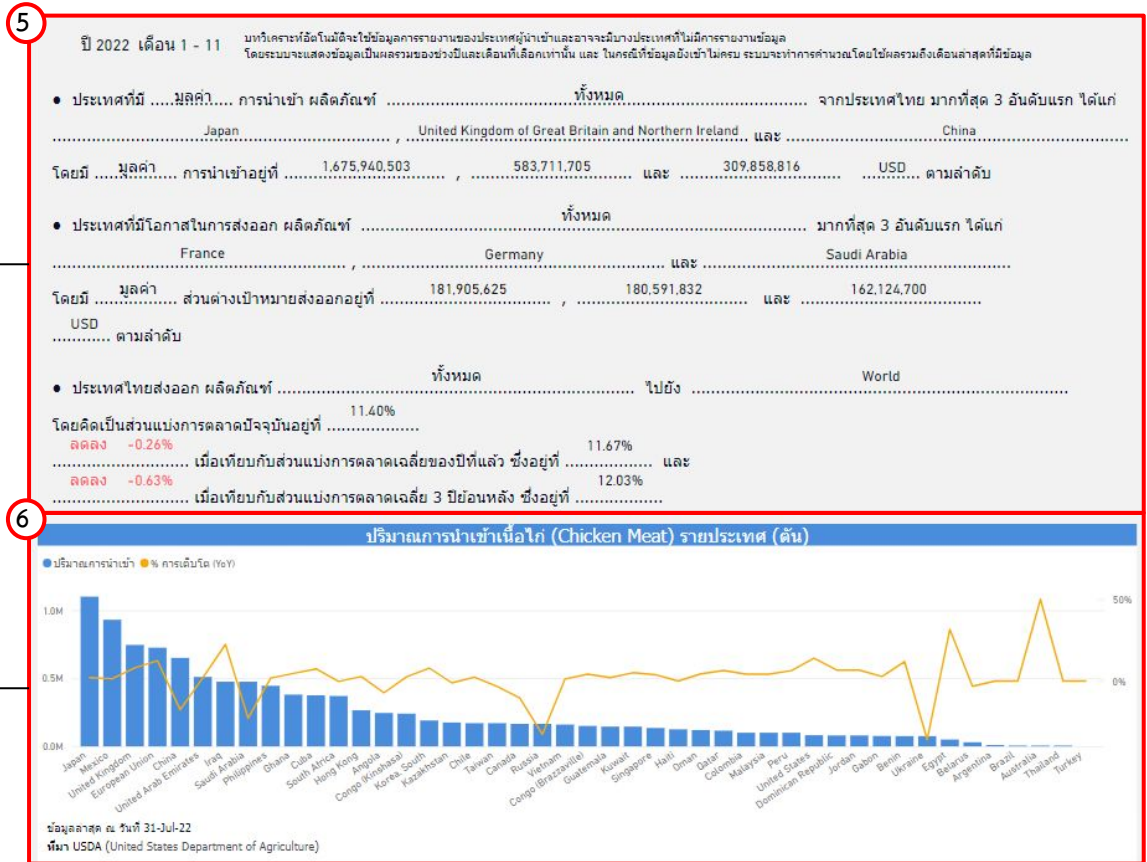 5
ปี 2022 เดือน 1 - 11
บทวิเคราะห์อัตโนมัติจะใช้ข้อมูลการรายงานของประเทศผู้นำเข้าและอาจจะมีบางประเทศที่ไม่มีการรายงานข้อมูล
โดยระบบจะแสดงข้อมูลเป็นผลรวมของช่วงปีและเดือนที่เลือกเท่านั้น และ ในกรณีที่ข้อมูลยังเข้าไม่ครบ ระบบจะทำการคำนวณโดยใช้ผลรวมถึงเดือนล่าสุดที่มีข้อมูล
● ประเทศที่มี .....มูลค่า.... การนำเข้า ผลิตภัณฑ์ ....ทั้งหมด.... จากประเทศไทย มากที่สุด 3 อันดับแรก ได้แก่
....Japan.... , ....United Kingdom of Great Britain and Northern Ireland.... และ ....China....
โดยมี .....มูลค่า.... การนำเข้าอยู่ที่ ....1,675,940,503.... , ....583,711,705.... และ ....309,858,816.... ....USD.... ตามลำดับ
● ประเทศที่มีโอกาสในการส่งออก ผลิตภัณฑ์ ....ทั้งหมด.... มากที่สุด 3 อันดับแรก ได้แก่
....France.... , ....Germany.... และ ....Saudi Arabia....
โดยมี ....มูลค่า.... ส่วนต่างเป้าหมายส่งออกอยู่ที่ ....181,905,625.... , ....180,591,832.... และ ....162,124,700....
USD
............ ตามลำดับ
● ประเทศไทยส่งออก ผลิตภัณฑ์ ....ทั้งหมด.... ไปยัง ....World....
โดยคิดเป็นส่วนแบ่งการตลาดปัจจุบันอยู่ที่ ....11.40%....
ลดลง -0.26% .... เมื่อเทียบกับส่วนแบ่งการตลาดเฉลี่ยของปีที่แล้ว ซึ่งอยู่ที่ ....11.67%.... และ
ลดลง -0.63% .... เมื่อเทียบกับส่วนแบ่งการตลาดเฉลี่ย 3 ปีย้อนหลัง ซึ่งอยู่ที่ ....12.03%....
6
ปริมาณการนำเข้าเนื้อไก่ (Chicken Meat) รายประเทศ (ตัน)
ปริมาณการนำเข้า % การเติบโต (YoY)
1.0M
0.5M
0.0M
50%
0%
Japan
Mexico
United Kingdom
European Union
China
United Arab Emirates
Iraq
Saudi Arabia
Philippines
Ghana
Cuba
South Africa
Hong Kong
Angola
Congo (Kinshasa)
Korea, South
Kazakhstan
Chile
Taiwan
Canada
Russia
Vietnam
Congo (Brazzaville)
Guatemala
Kuwait
Singapore
Haiti
Oman
Qatar
Colombia
Malaysia
Peru
United States
Dominican Republic
Jordan
Gabon
Benin
Ukraine
Egypt
Belarus
Argentina
Brazil
Australia
Thailand
Turkey
ข้อมูลล่าสุด ณ วันที่ 31-Jul-22
ที่มา USDA (United States Department of Agriculture)